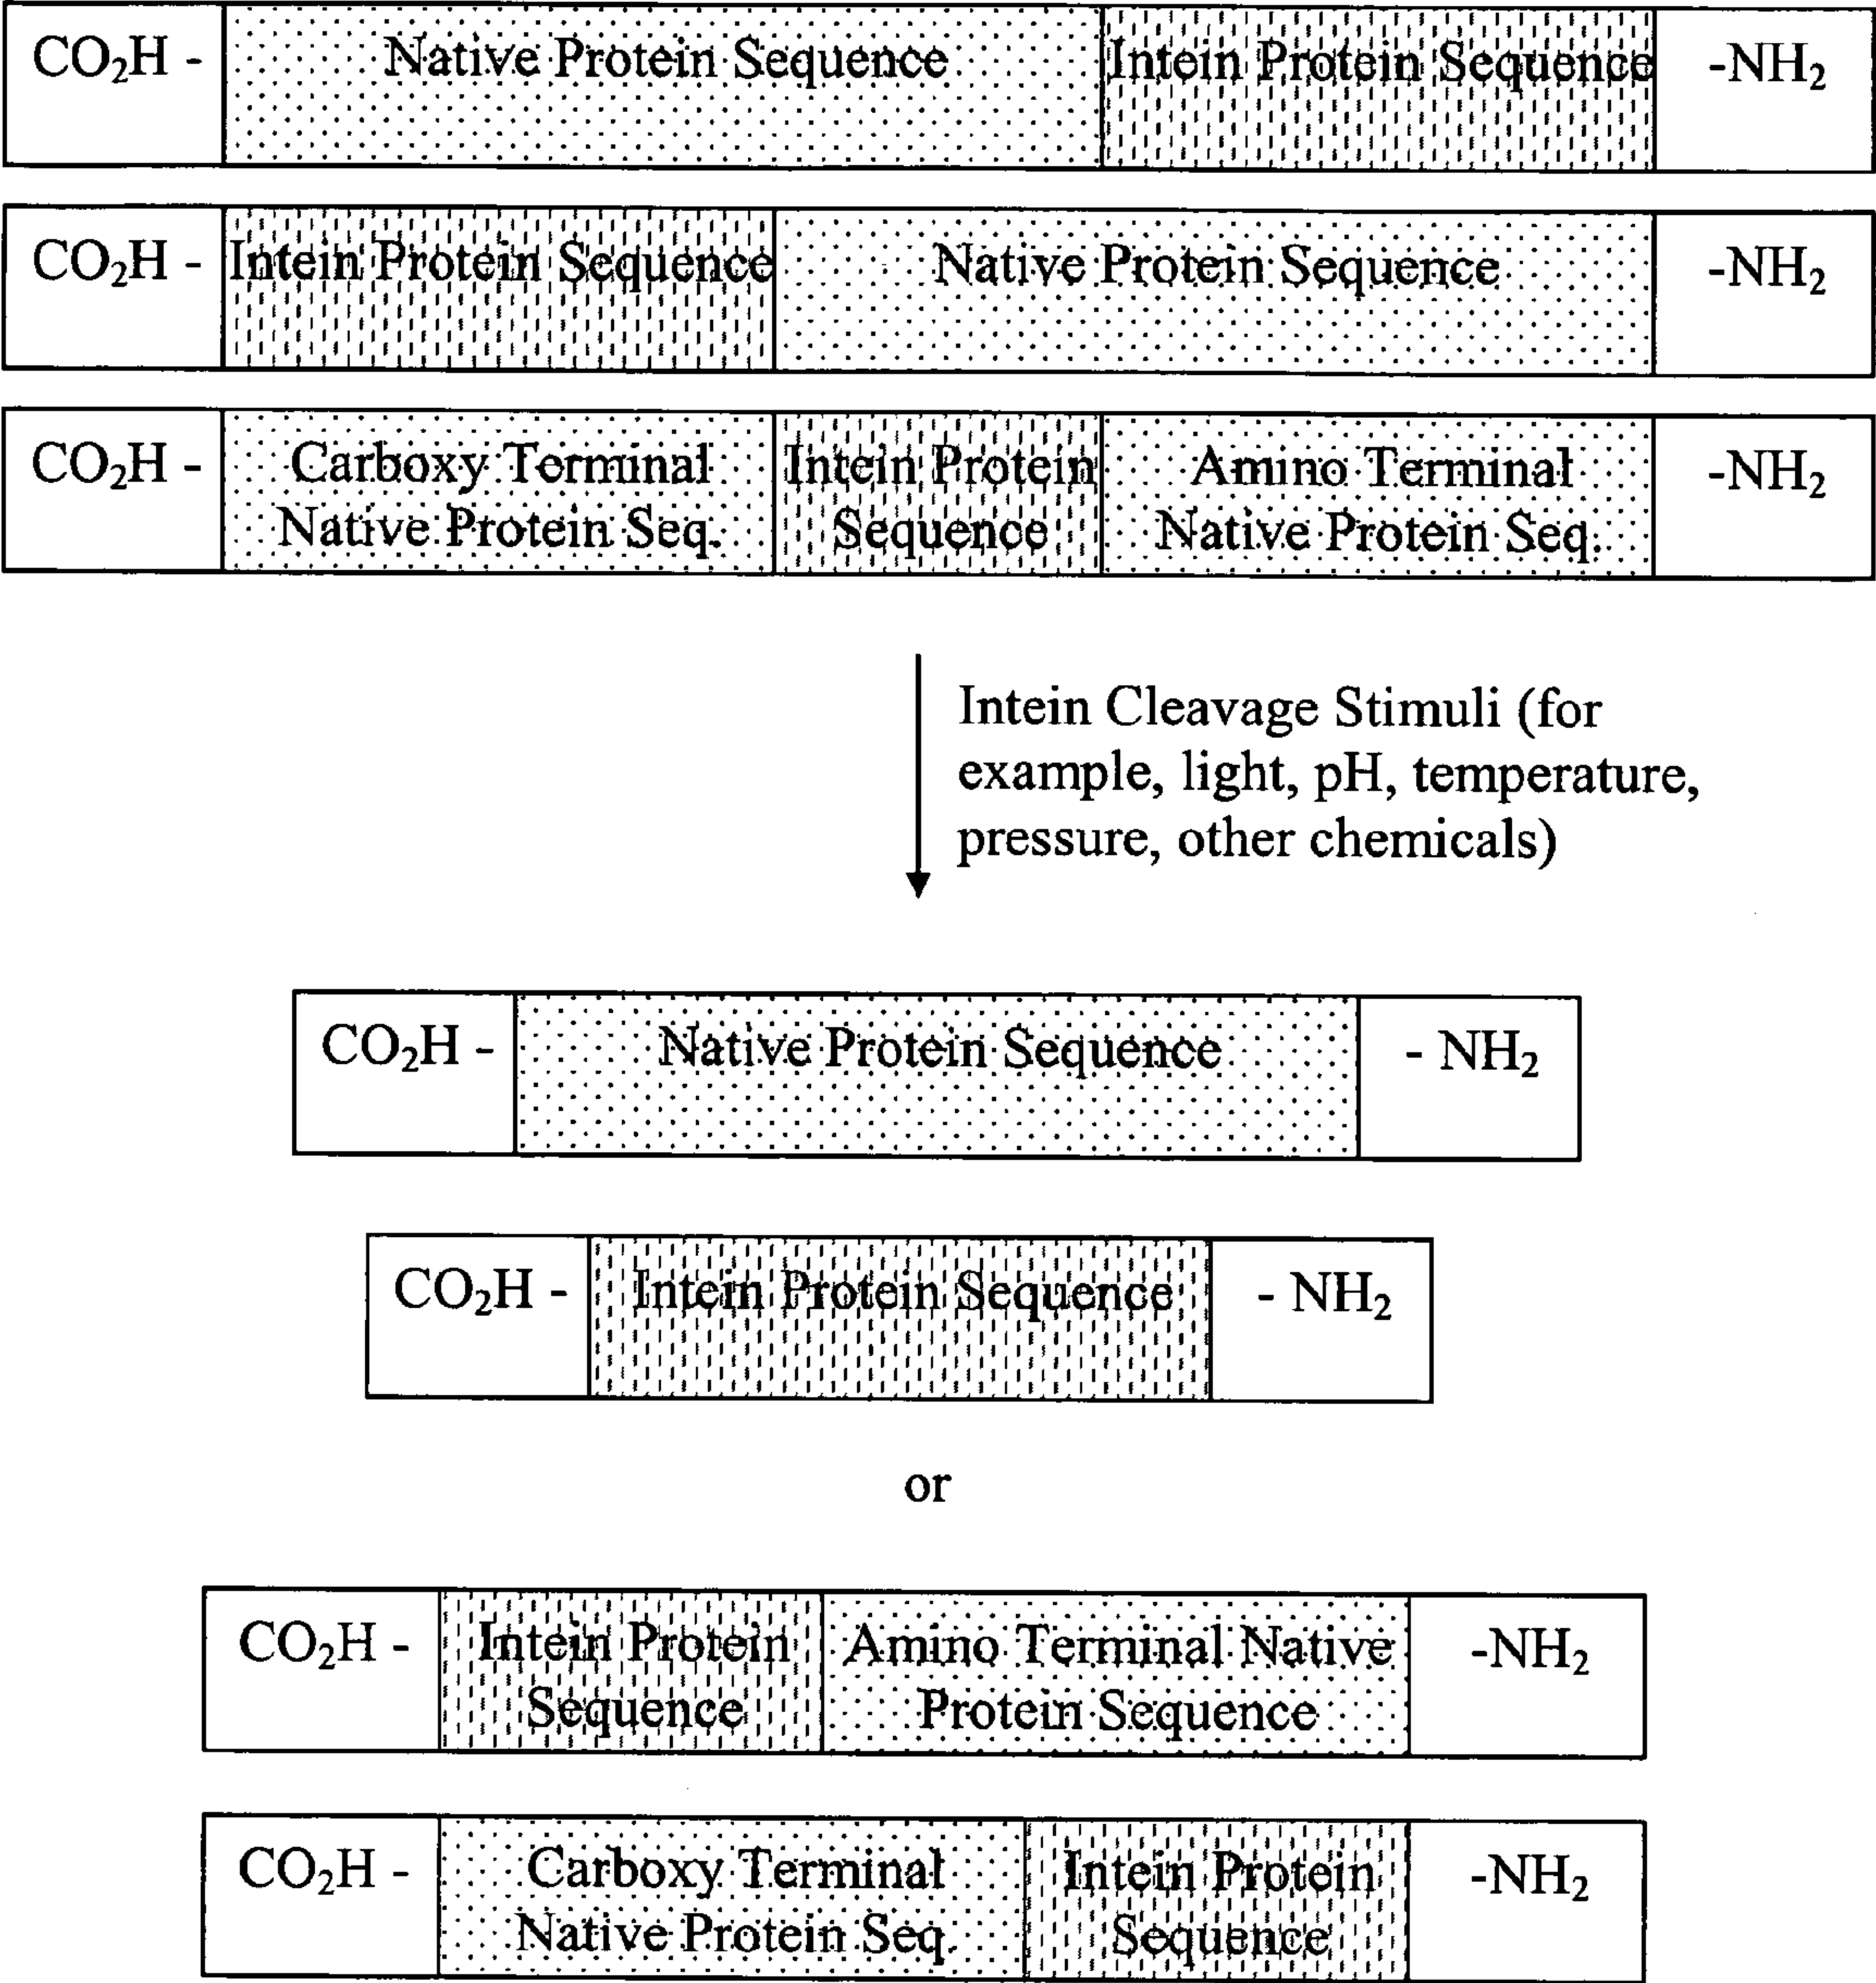 CO₂H - Native Protein Sequence Intein Protein Sequence -NH₂
CO₂H - Intein Protein Sequence Native Protein Sequence -NH₂
CO₂H - Carboxy Terminal Intein Protein Amino Terminal -NH₂
Native Protein Seq. Sequence Native Protein Seq.
Intein Cleavage Stimuli (for
example, light, pH, temperature,
pressure, other chemicals)
CO₂H - Native Protein Sequence - NH₂
CO₂H - Intein Protein Sequence - NH₂
or
CO₂H - Intein Protein Amino Terminal Native -NH₂
Sequence Protein Sequence
CO₂H - Carboxy Terminal Intein Protein -NH₂
Native Protein Seq. Sequence